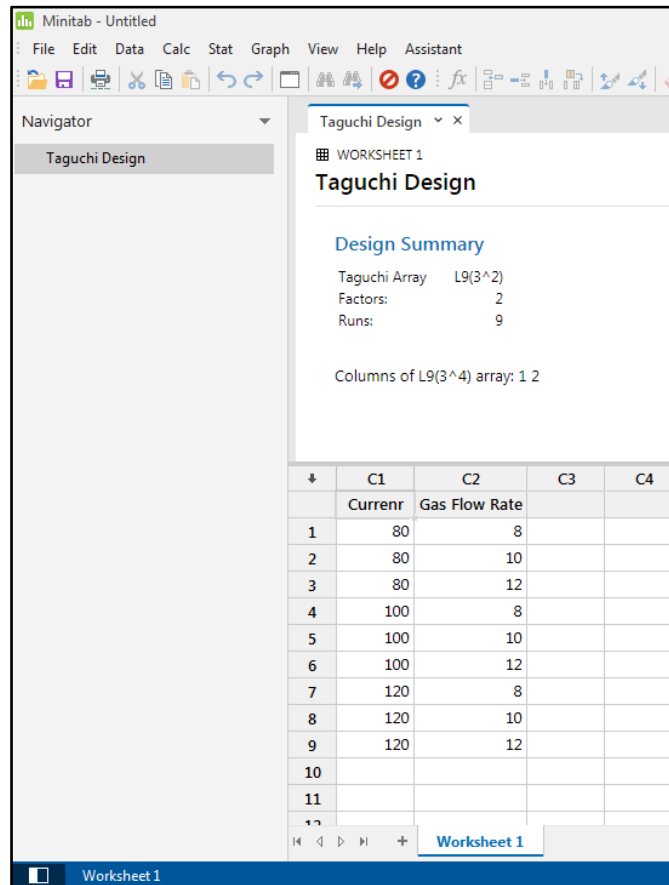 Minitab - Untitled
File Edit Data Calc Stat Graph View Help Assistant
fx
Navigator
Taguchi Design
Taguchi Design
WORKSHEET 1
Taguchi Design
Design Summary
Taguchi Array L9(3^2)
Factors: 2
Runs: 9
Columns of L9(3^4) array: 1 2
C1 C2 C3 C4
Currenr Gas Flow Rate
1 80 8
2 80 10
3 80 12
4 100 8
5 100 10
6 100 12
7 120 8
8 120 10
9 120 12
10
11
12
Worksheet 1
Worksheet 1